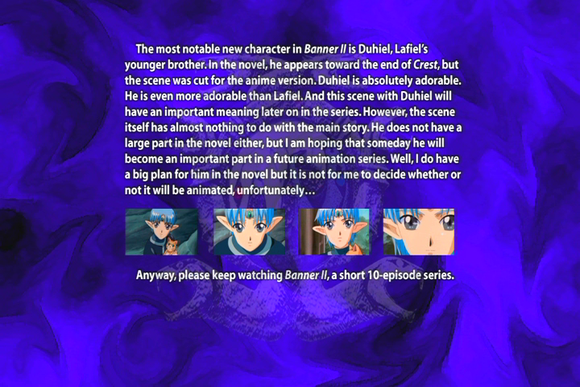 The most notable new character in Banner II is Duhiel, Lafiel's
younger brother. In the novel, he appears toward the end of Crest, but
the scene was cut for the anime version. Duhiel is absolutely adorable.
He is even more adorable than Lafiel. And this scene with Duhiel will
have an important meaning later on in the series. However, the scene
itself has almost nothing to do with the main story. He does not have a
large part in the novel either, but I am hoping that someday he will
become an important part in a future animation series. Well, I do have
a big plan for him in the novel but it is not for me to decide whether or
not it will be animated, unfortunately…
Anyway, please keep watching Banner II, a short 10-episode series.